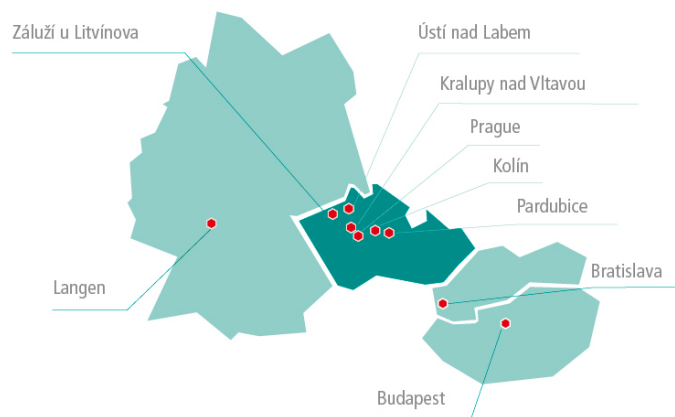 Záluží u Litvínova
Ústí nad Labem
Kralupy nad Vltavou
Prague
Kolín
Pardubice
Bratislava
Langen
Budapest